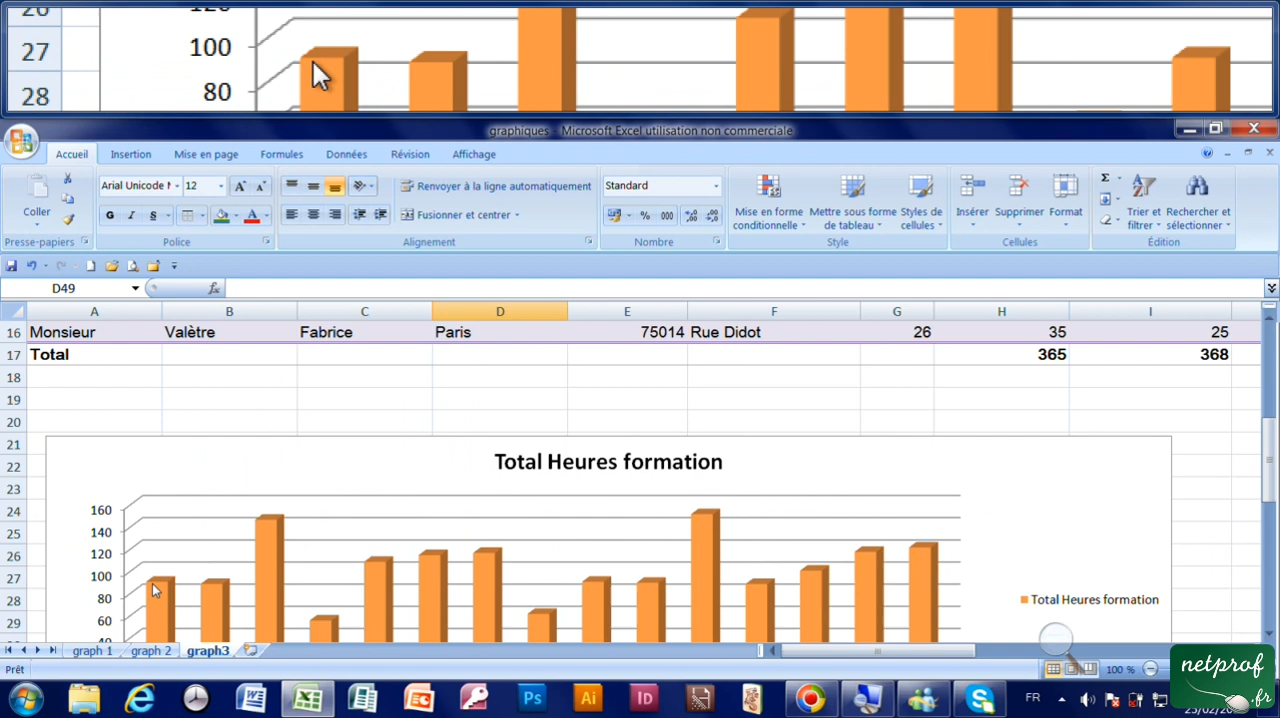 27 100
28 80
graphiques - Microsoft Excel utilisation non commerciale
Accueil Insertion Mise en page Formules Données Révision Affichage
Coller
Arial Unicode 12
Renvoyer à la ligne automatiquement
Standard
Mise en forme conditionnelle
Mettre sous forme de tableau
Styles de cellules
Insérer Supprimer Format
Trier et filtrer
Rechercher et sélectionner
G I S
Fusionner et centrer
% 000
Presse-papiers Police Alignement Nombre Style Cellules Édition
D49 fx
A B C D E F G H I
16 Monsieur Valètre Fabrice Paris 75014 Rue Didot 26 35 25
17 Total 365 368
18
19
20
21
22 Total Heures formation
23
24 160
25 140
26 120
27 100
28 80
29 60
Total Heures formation
graph 1 graph 2 graph3
Prêt 100 %
Ps Ai ID
FR
netprof
.fr